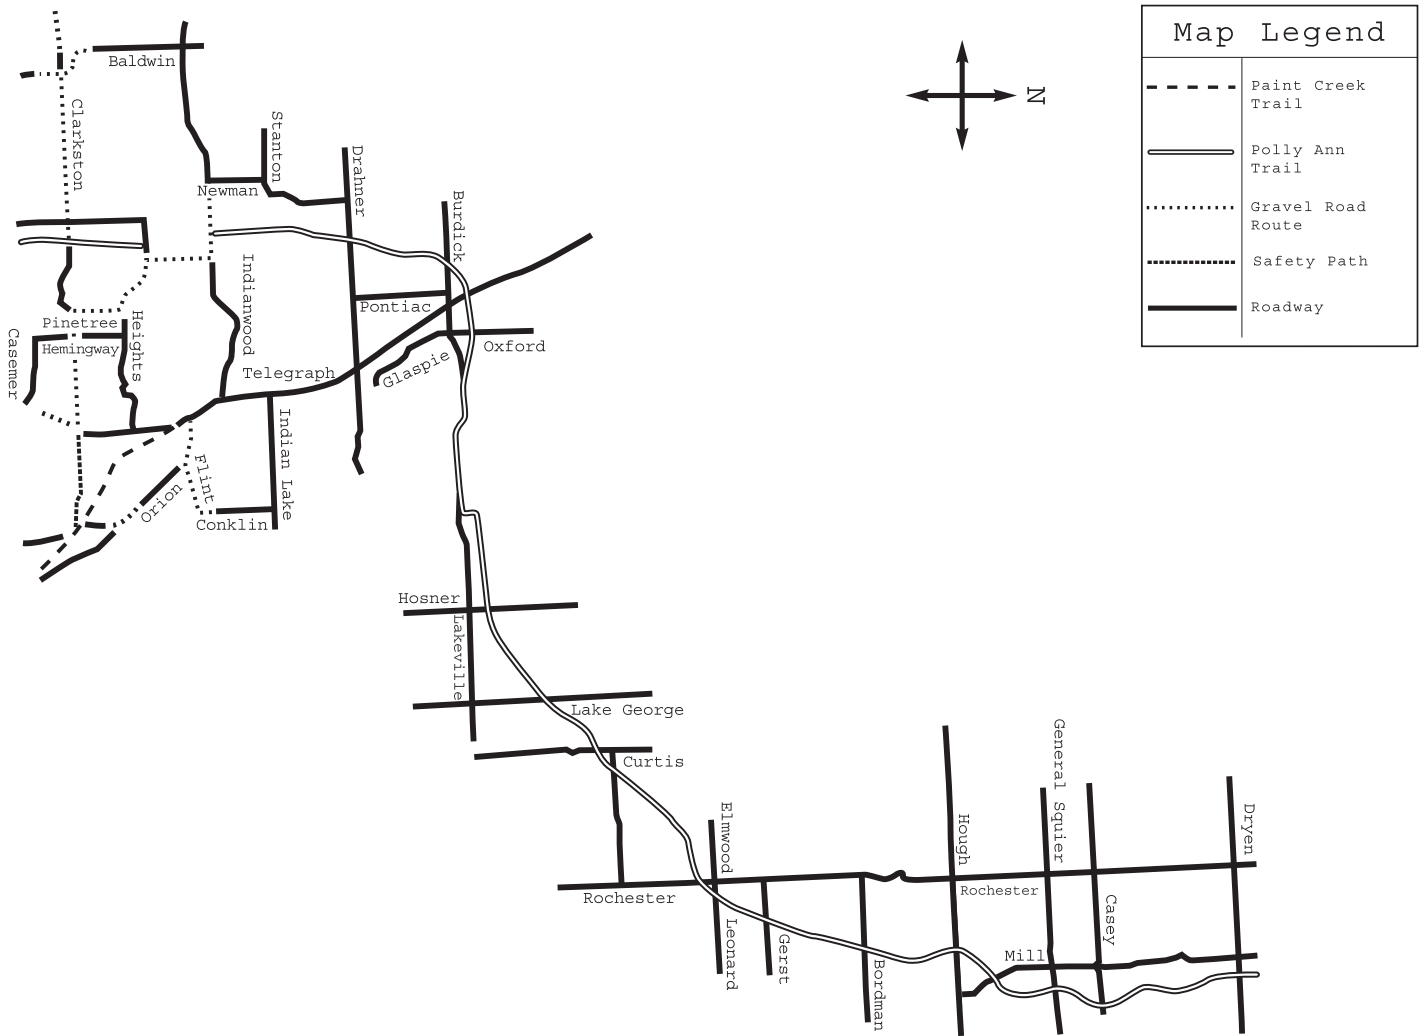 Map Legend
Paint Creek
Trail
Polly Ann
Trail
Gravel Road
Route
Safety Path
Roadway
N
Baldwin
Clarkston
Stanton
Newman
Drahner
Burdick
Indianwood
Pontiac
Pinetree
Heights
Hemingway
Casemer
Telegraph
Glaspie
Oxford
Indian Lake
Flint
Orion
Conklin
Hosner
Lakeville
Lake George
Curtis
Elmwood
Rochester
Leonard
Gerst
Bordman
Hough
Rochester
General Squier
Casey
Mill
Dryen